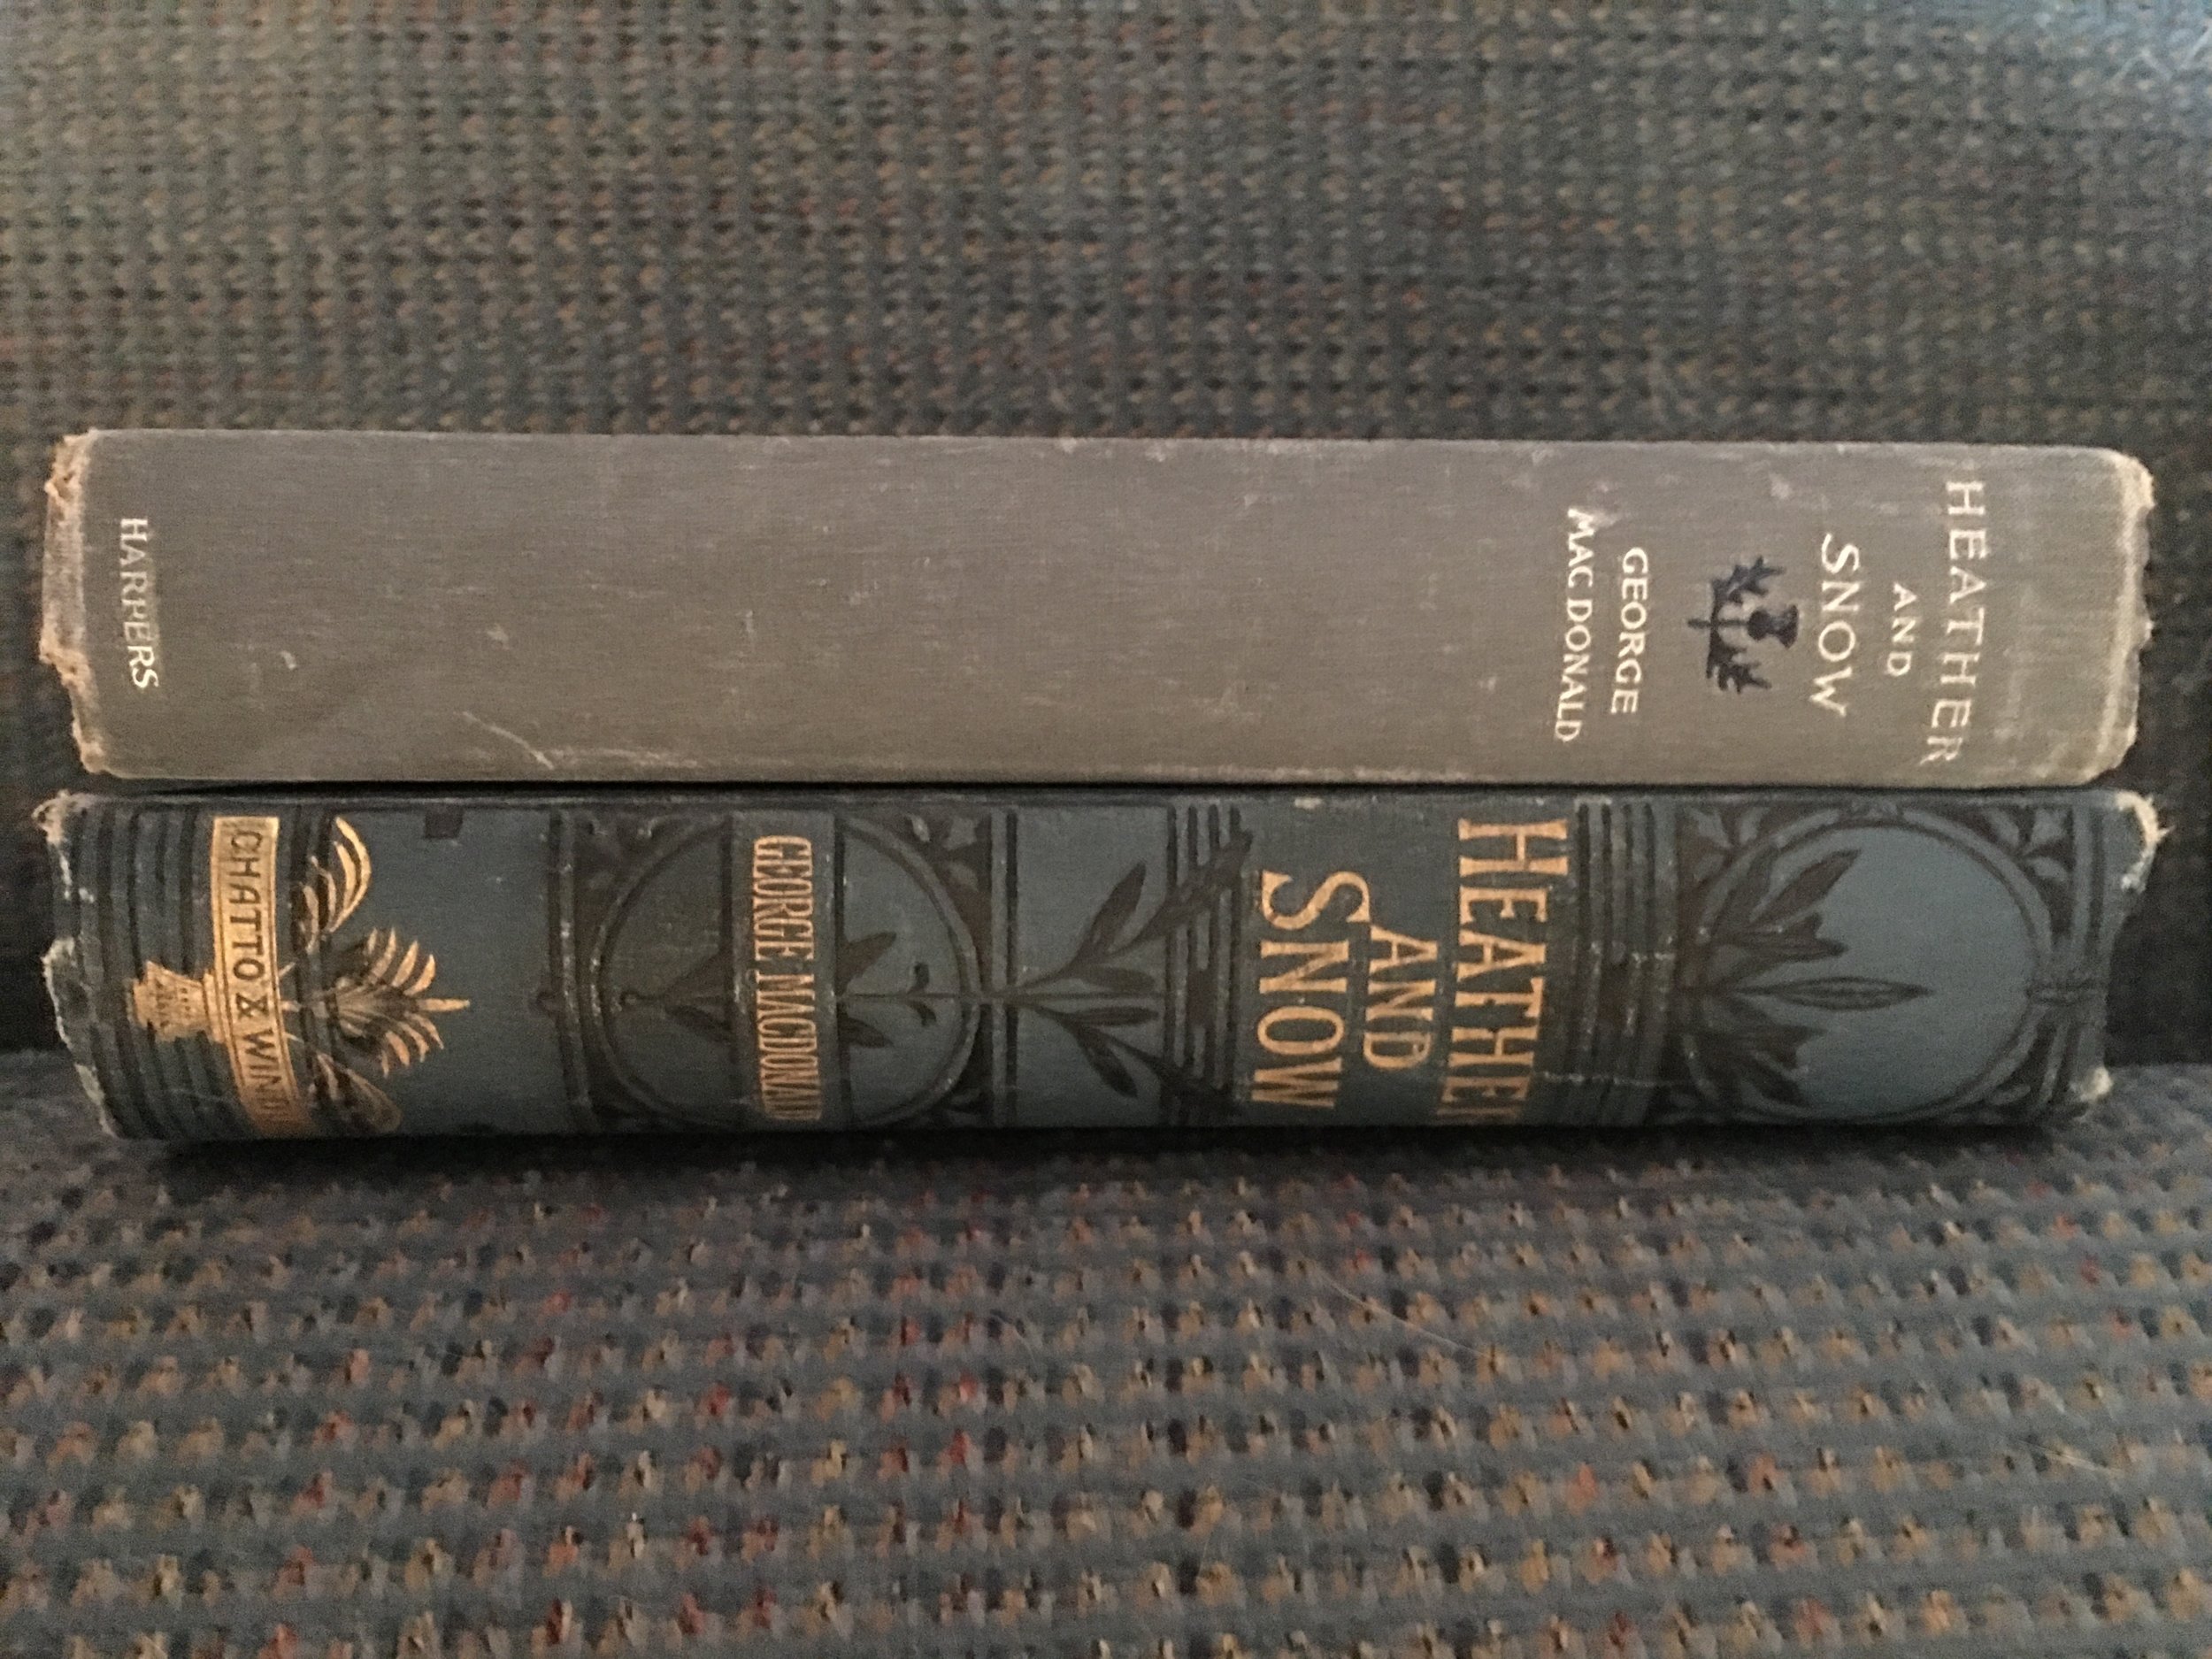 HEATHER
AND
SNOW
GEORGE
MAC DONALD
HARPERS
HEATHER
AND
SNOW
GEORGE MACDONALD
CHATTO & WIND